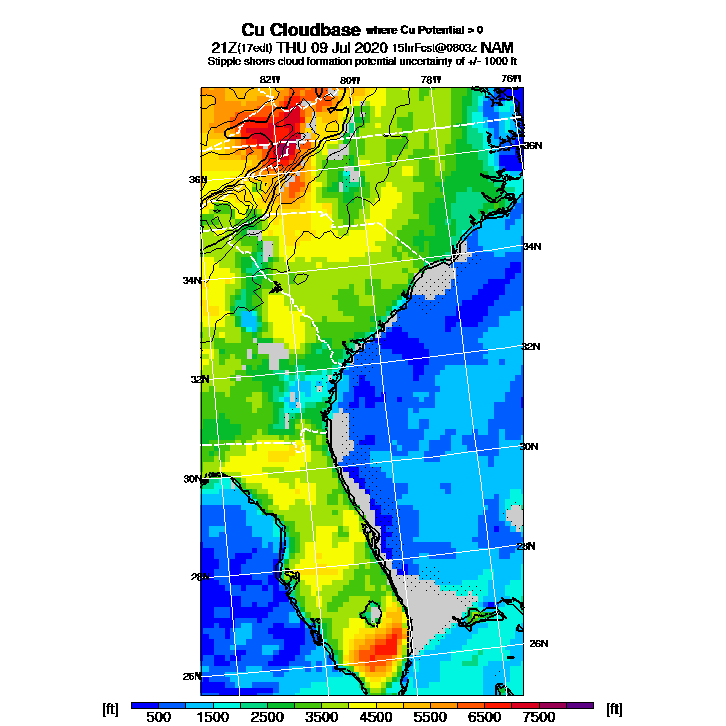 Cu Cloudbase where Cu Potential > 0
21Z(17edt) THU 09 Jul 2020 15hrFcst@0803z NAM
Stipple shows cloud formation potential uncertainty of +/- 1000 ft
82W 80W 78W 76W
36N
36N
34N
34N
32N
32N
30N
30N
28N
28N
26N
26N
[ft] 500 1500 2500 3500 4500 5500 6500 7500 [ft]